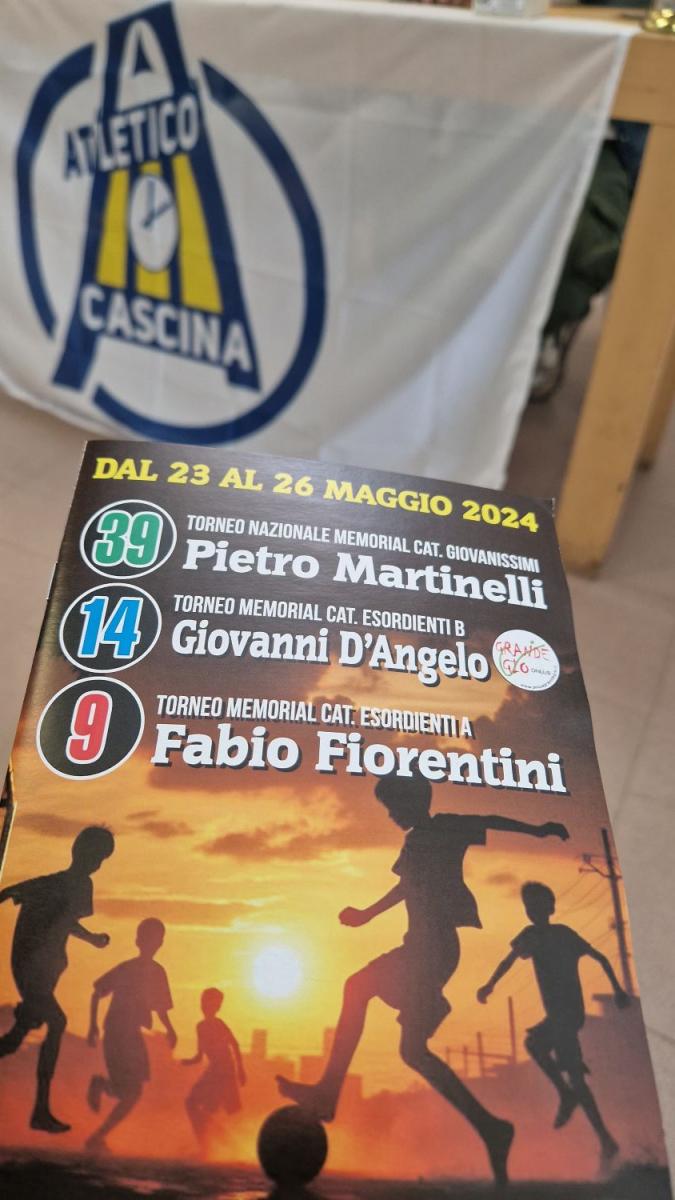 ATLETICO
CASCINA
DAL 23 AL 26 MAGGIO 2024
39
TORNEO NAZIONALE MEMORIAL CAT. GIOVANISSIMI
Pietro Martinelli
14
TORNEO MEMORIAL CAT. ESORDIENTI B
Giovanni D'Angelo
GRANDE
GIO ONLUS
9
TORNEO MEMORIAL CAT. ESORDIENTI A
Fabio Fiorentini